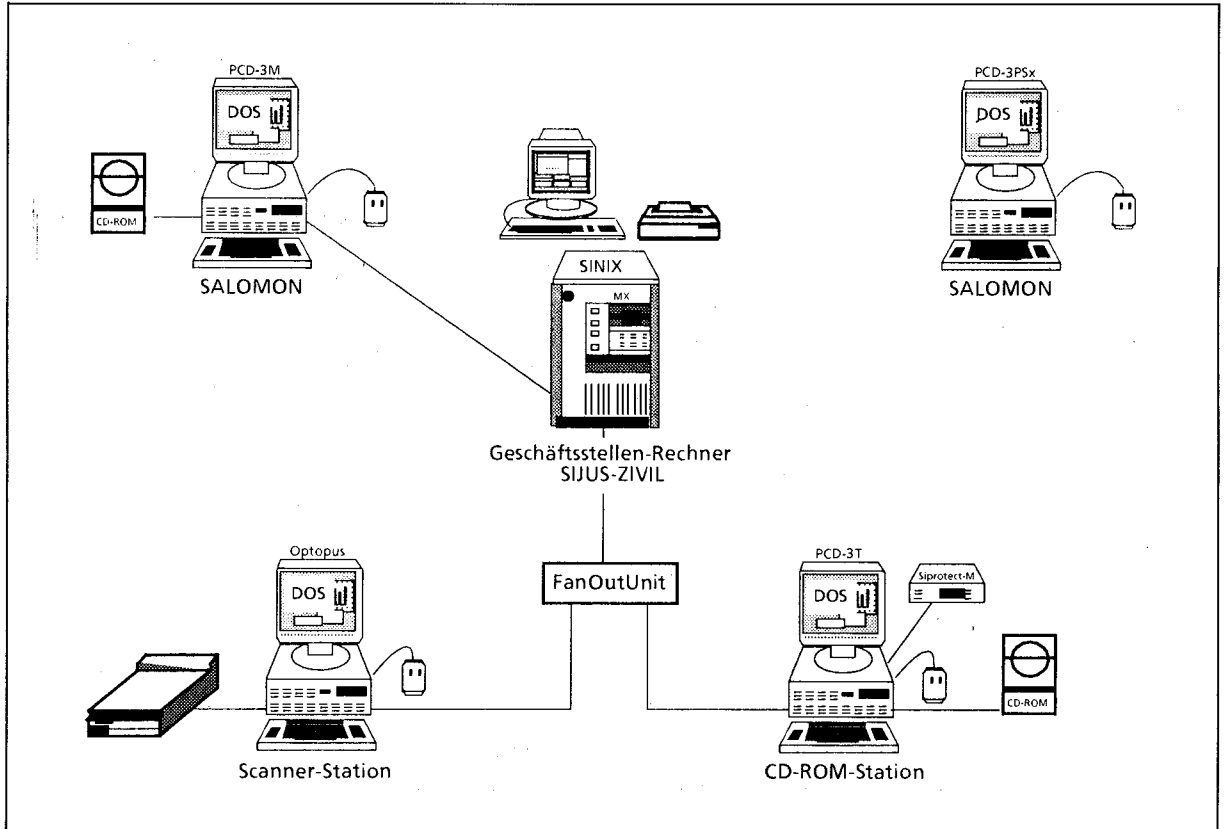 PCD-3M
DOS
CD-ROM
SALOMON
PCD-3PSx
DOS
SALOMON
SINIX
MX
Geschäftsstellen-Rechner
SIJUS-ZIVIL
FanOutUnit
Optopus
DOS
Scanner-Station
PCD-3T
DOS
Siprotect-M
CD-ROM
CD-ROM-Station